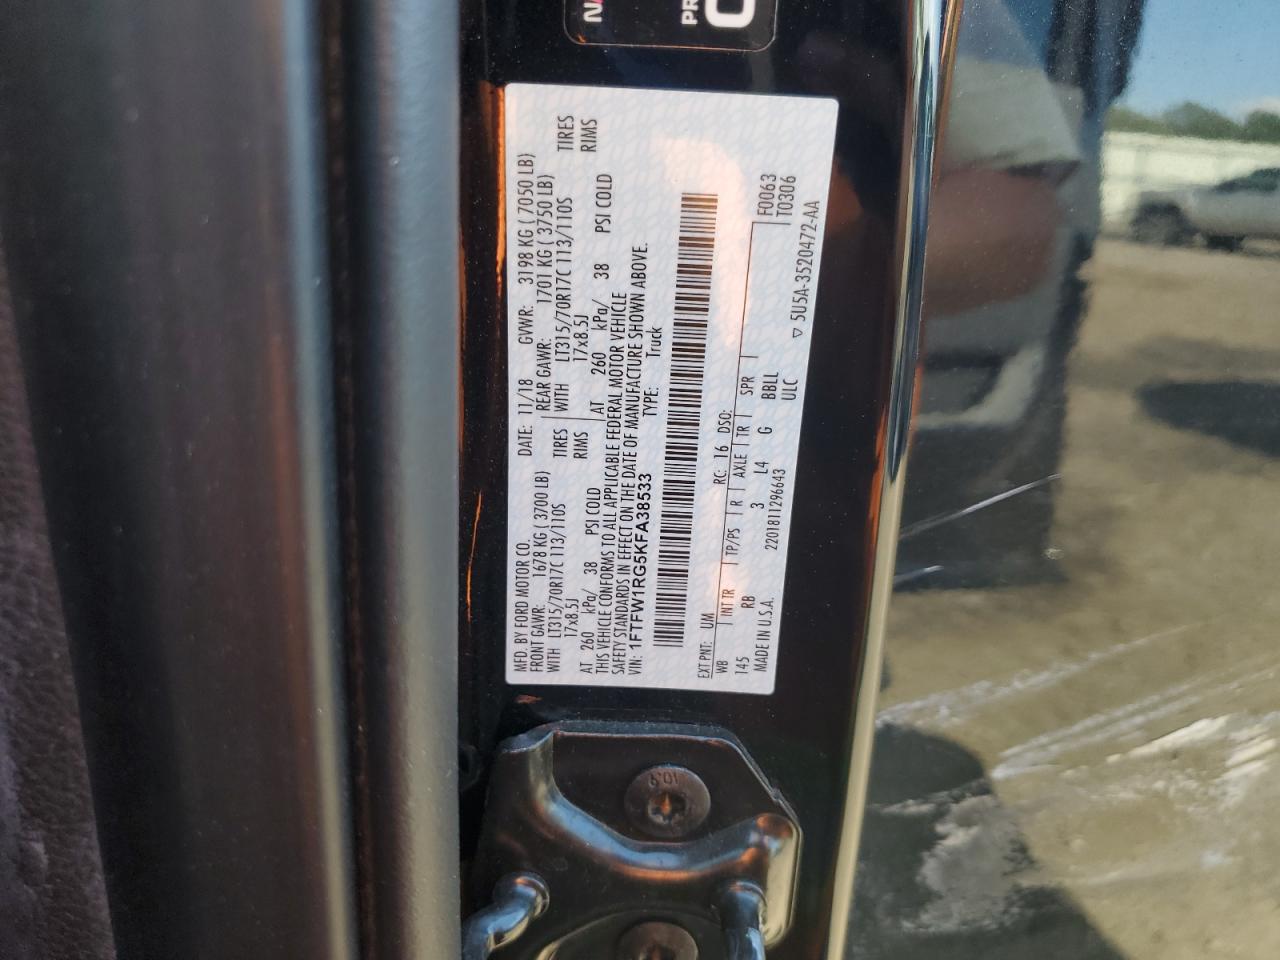 MFD. BY FORD MOTOR CO.
DATE: 11/18 GVWR: 3198 KG ( 7050 LB)
FRONT GAWR: 1678 KG ( 3700 LB) REAR GAWR: 1701 KG ( 3750 LB)
WITH LT315/70R17C 113/110S TIRES WITH LT315/70R17C 113/110S TIRES
17x8.5J RIMS 17x8.5J RIMS
AT 260 kPa/ 38 PSI COLD AT 260 kPa/ 38 PSI COLD
THIS VEHICLE CONFORMS TO ALL APPLICABLE FEDERAL MOTOR VEHICLE
SAFETY STANDARDS IN EFFECT ON THE DATE OF MANUFACTURE SHOWN ABOVE.
VIN: 1FTFW1RG5KFA38533 TYPE: Truck
EXT PNT: UM RC: 16 DSO: F0063
WB INT TR TP/PS R AXLE TR SPR T0306
145 RB 3 L4 G BBLL
MADE IN U.S.A. 2201811296643 ULC
▽ 5U5A-3520472-AA
10.9